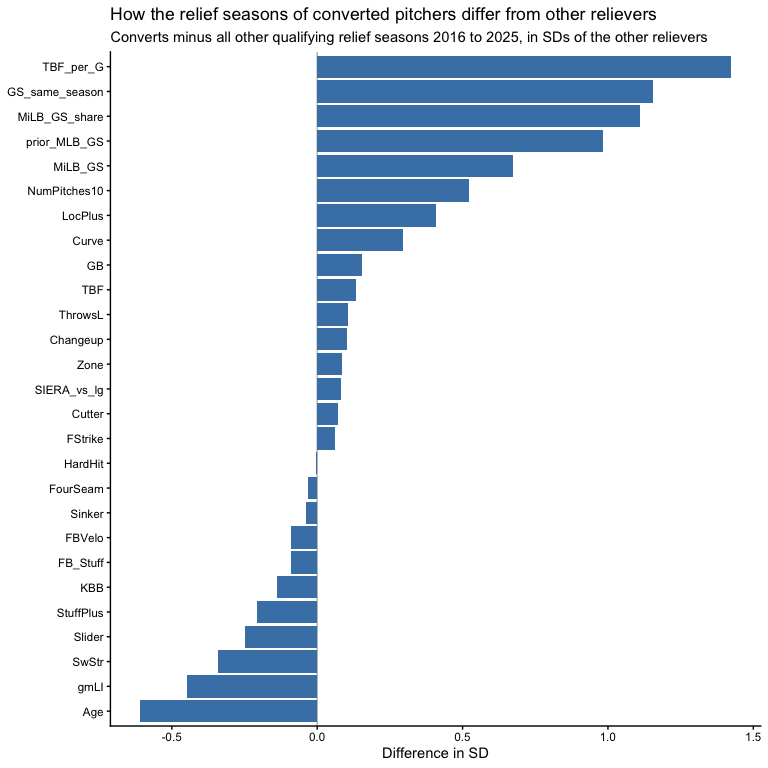 How the relief seasons of converted pitchers differ from other relievers
Converts minus all other qualifying relief seasons 2016 to 2025, in SDs of the other relievers
TBF_per_G
GS_same_season
MiLB_GS_share
prior_MLB_GS
MiLB_GS
NumPitches10
LocPlus
Curve
GB
TBF
ThrowsL
Changeup
Zone
SIERA_vs_lg
Cutter
FStrike
HardHit
FourSeam
Sinker
FBVelo
FB_Stuff
KBB
StuffPlus
Slider
SwStr
gmLI
Age
-0.5 0.0 0.5 1.0 1.5
Difference in SD